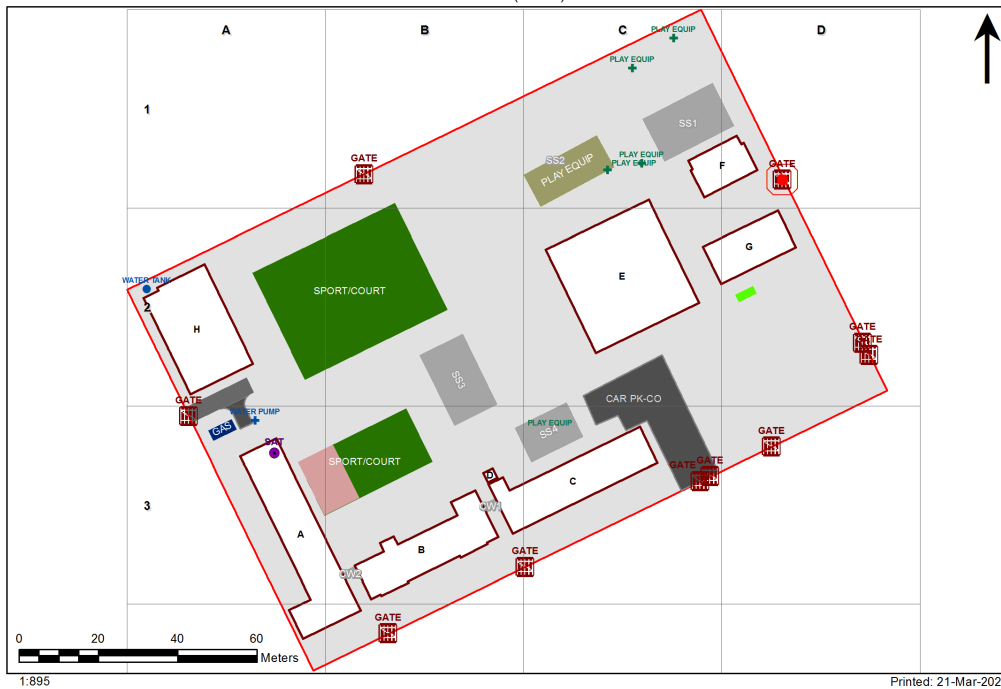 A
B
C
D
PLAY EQUIP
PLAY EQUIP
1
SS1
SS2
PLAY EQUIP
PLAY EQUIP
PLAY EQUIP
GATE
F
GATE
G
WATER TANK
2
E
SPORT/COURT
H
GATE
GATE
SS3
CAR PK-CO
GATE
WATER PUMP
GAS
PLAY EQUIP
SS4
SAT
GATE
SPORT/COURT
GATE
GATE
D
C
3
CW1
A
B
GATE
CW2
GATE
0
20
40
60
Meters
1:895
Printed: 21-Mar-202